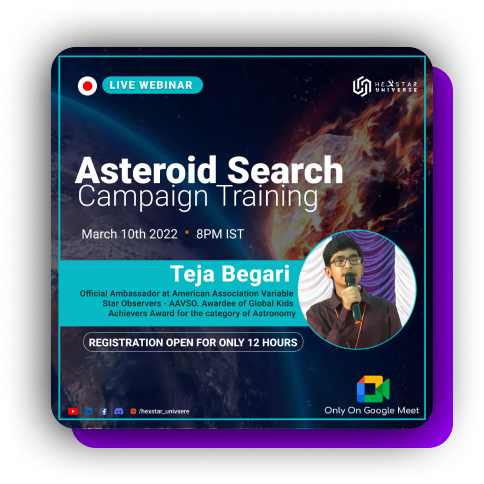 LIVE WEBINAR
HEXSTAR
UNIVERSE
Asteroid Search
Campaign Training
March 10th 2022 • 8PM IST
Teja Begari
Official Ambassador at American Association Variable
Star Observers - AAVSO. Awardee of Global Kids
Achievers Award for the category of Astronomy
REGISTRATION OPEN FOR ONLY 12 HOURS
/hexstar_univsere
Only On Google Meet